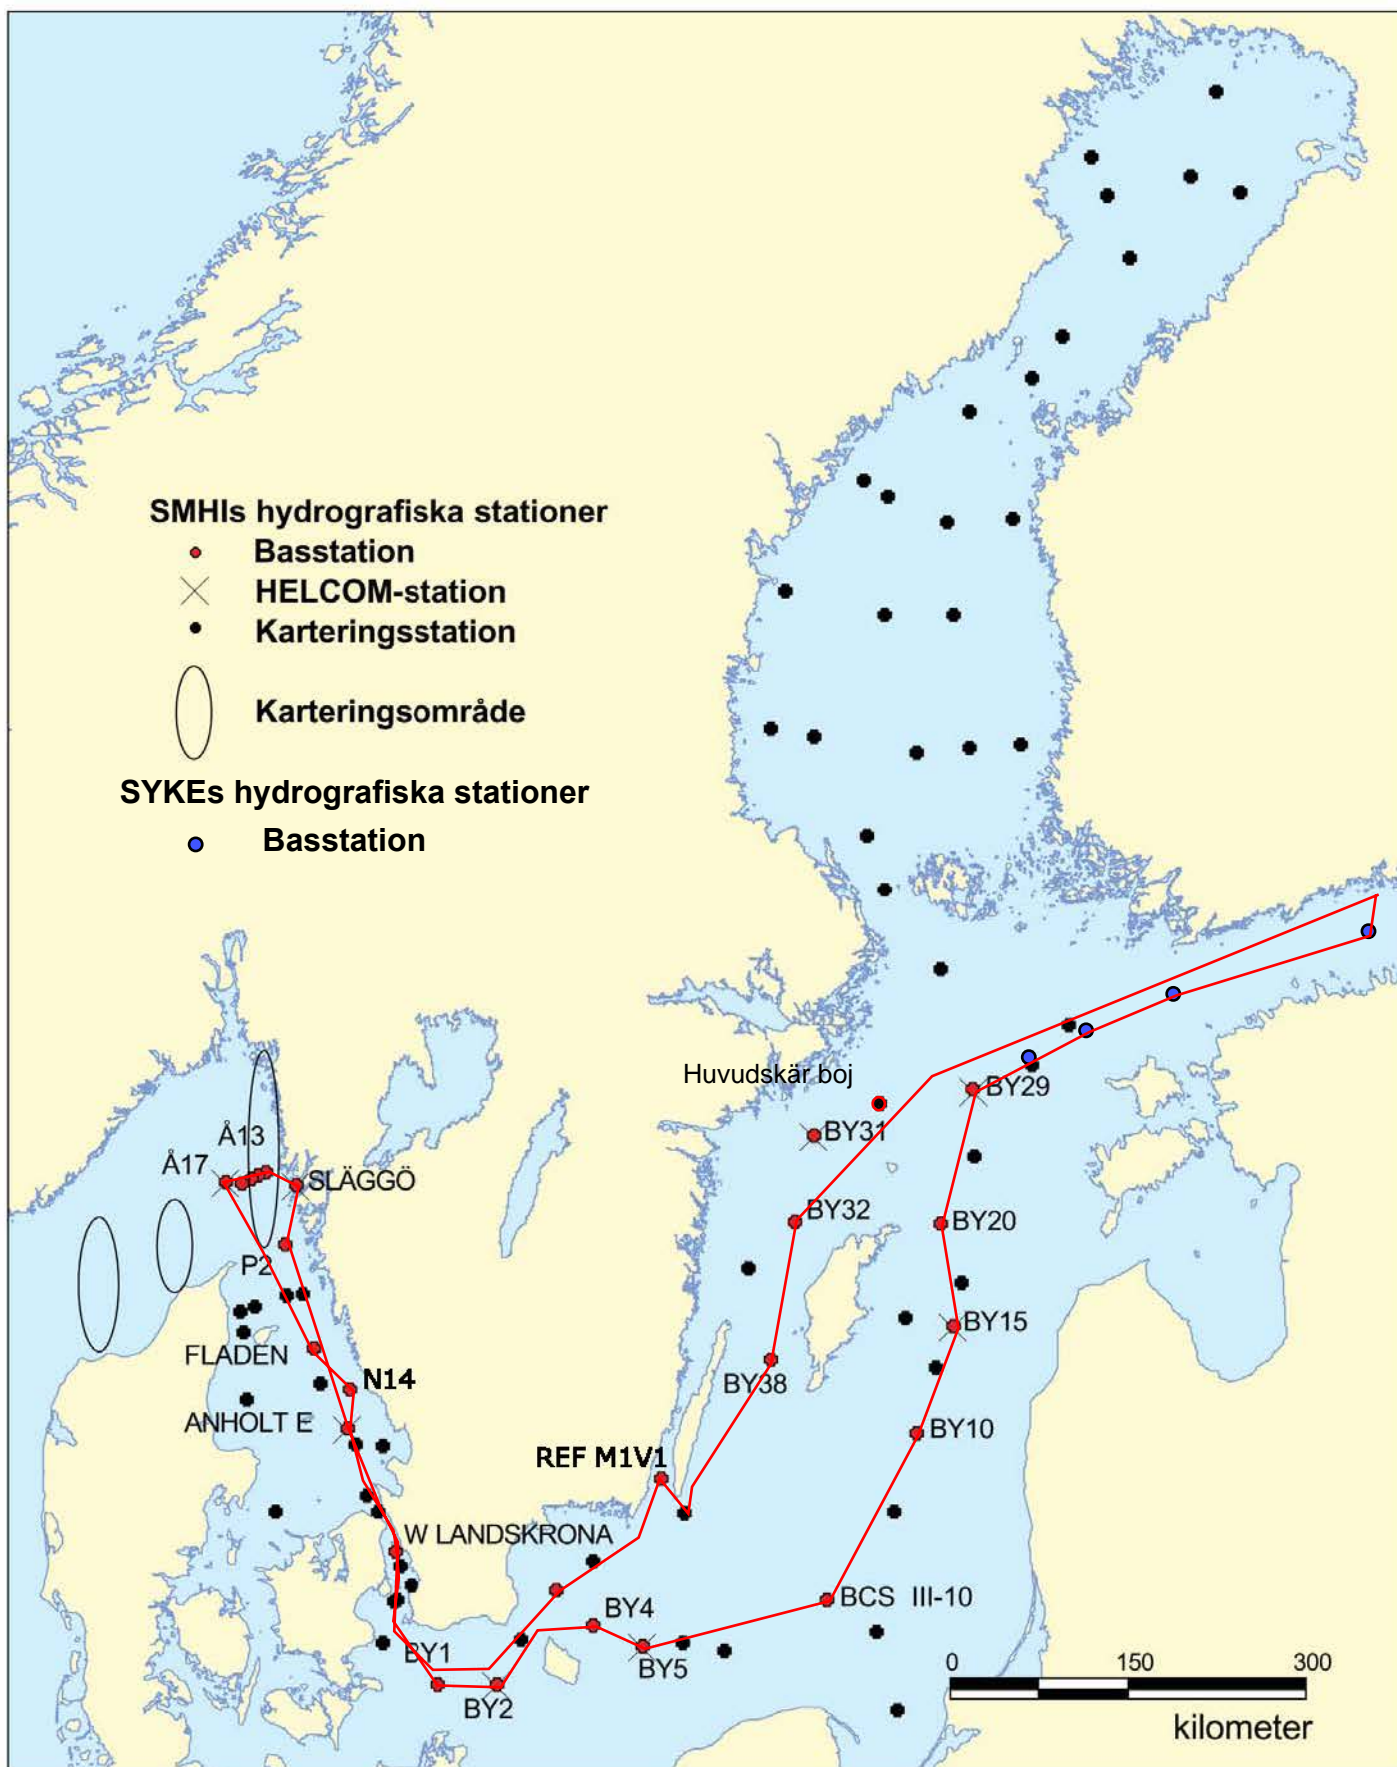 SMHIs hydrografiska stationer
Basstation
HELCOM-station
Karteringsstation
Karteringsområde
SYKEs hydrografiska stationer
Basstation
Huvudskär boj
BY29
BY31
Å13
Å17
SLÄGGÖ
BY32
BY20
P2
BY15
FLADEN
N14
BY38
ANHOLT E
BY10
REF M1V1
W LANDSKRONA
BCS III-10
BY4
BY1
BY5
BY2
0 150 300
kilometer